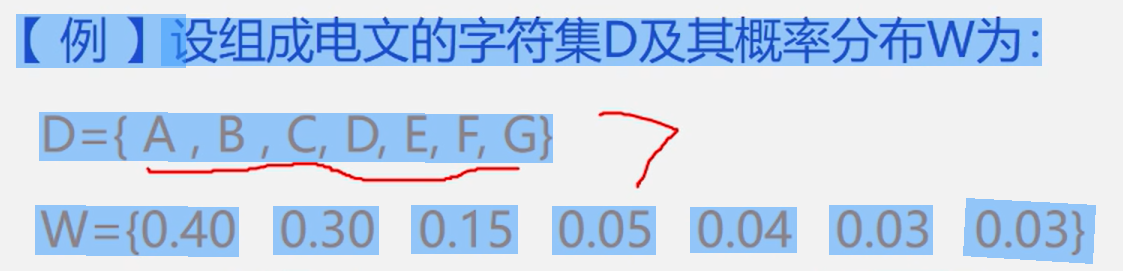 【 例 】设组成电文的字符集D及其概率分布W为：
D={ A , B , C, D, E, F, G}
W={0.40 0.30 0.15 0.05 0.04 0.03 0.03}